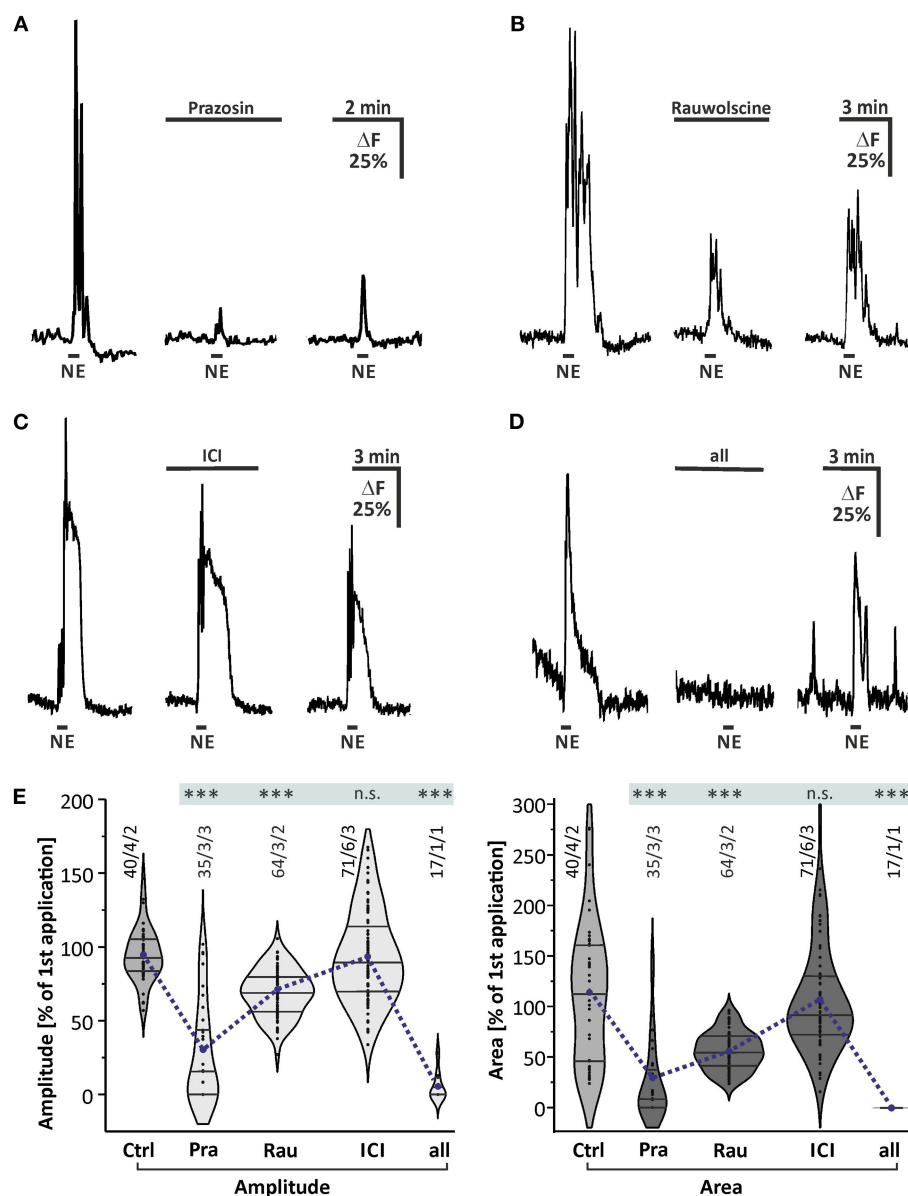 A
Prazosin
2 min
ΔF
25%
NE
NE
NE
B
Rauwolscine
3 min
ΔF
25%
NE
NE
NE
C
ICI
3 min
ΔF
25%
NE
NE
NE
D
all
3 min
ΔF
25%
NE
NE
NE
E
*** *** n.s. ***
200
150
100
50
0
Amplitude [% of 1st application]
40/4/2
35/3/3
64/3/2
71/6/3
17/1/1
Ctrl Pra Rau ICI all
Amplitude
*** *** n.s. ***
300
250
200
150
100
50
0
Area [% of 1st application]
40/4/2
35/3/3
64/3/2
71/6/3
17/1/1
Ctrl Pra Rau ICI all
Area